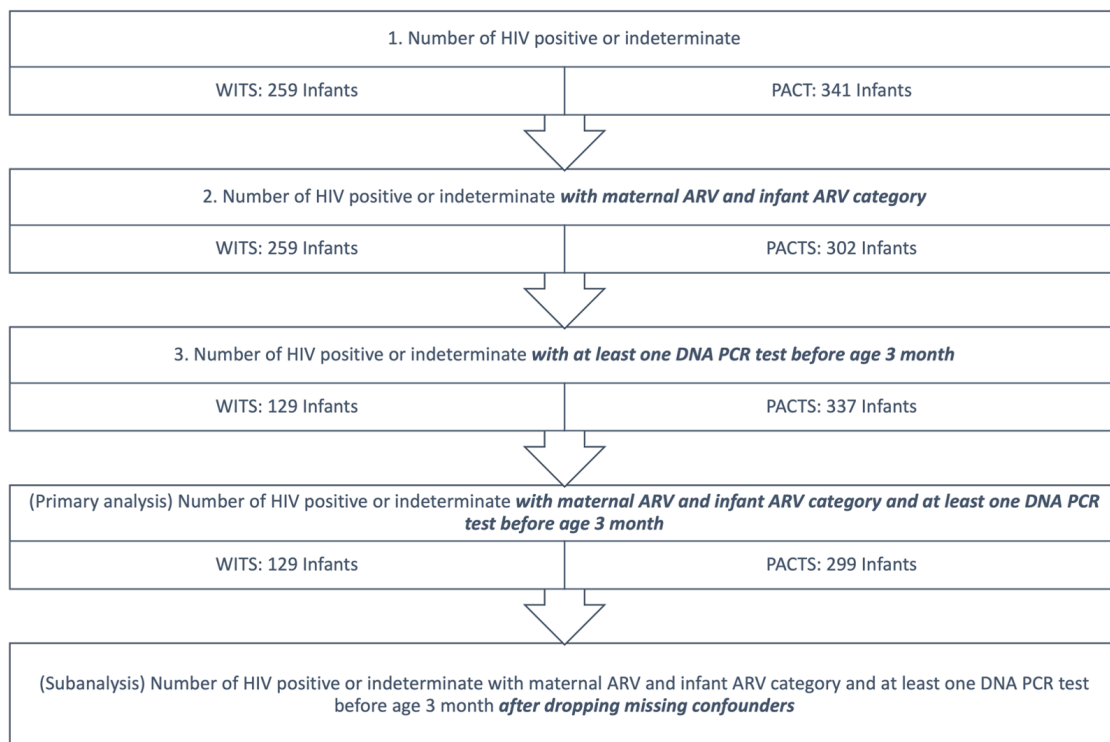 1. Number of HIV positive or indeterminate
WITS: 259 Infants
PACT: 341 Infants
2. Number of HIV positive or indeterminate with maternal ARV and infant ARV category
WITS: 259 Infants
PACTS: 302 Infants
3. Number of HIV positive or indeterminate with at least one DNA PCR test before age 3 month
WITS: 129 Infants
PACTS: 337 Infants
(Primary analysis) Number of HIV positive or indeterminate with maternal ARV and infant ARV category and at least one DNA PCR
test before age 3 month
WITS: 129 Infants
PACTS: 299 Infants
(Subanalysis) Number of HIV positive or indeterminate with maternal ARV and infant ARV category and at least one DNA PCR test
before age 3 month after dropping missing confounders